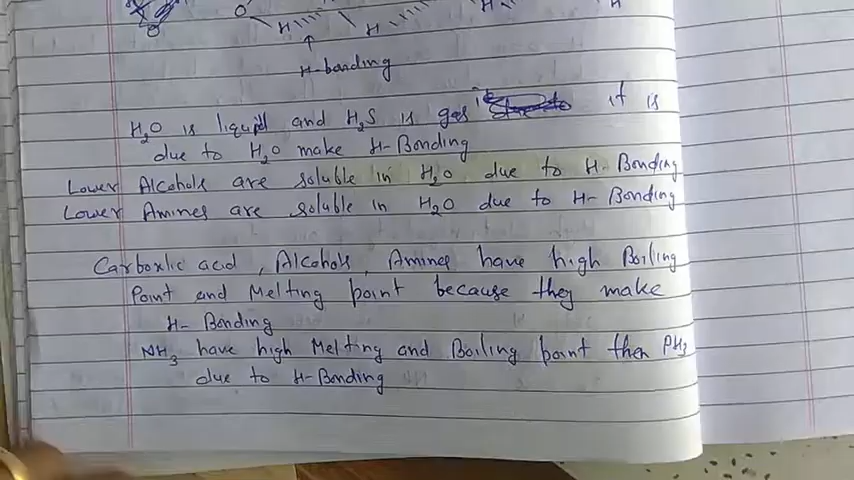 O H H H H
H-bonding
H₂O is liquid and H₂S is gas it is
due to H₂O make H-Bonding
Lower Alcohols are soluble in H₂O due to H-Bonding
Lower Amines are soluble in H₂O due to H-Bonding
Carboxlic acid, Alcohols, Amines have high Boiling
Point and Melting point because they make
H-Bonding
NH₃ have high Melting and Boiling point then PH₃
due to H-Bonding